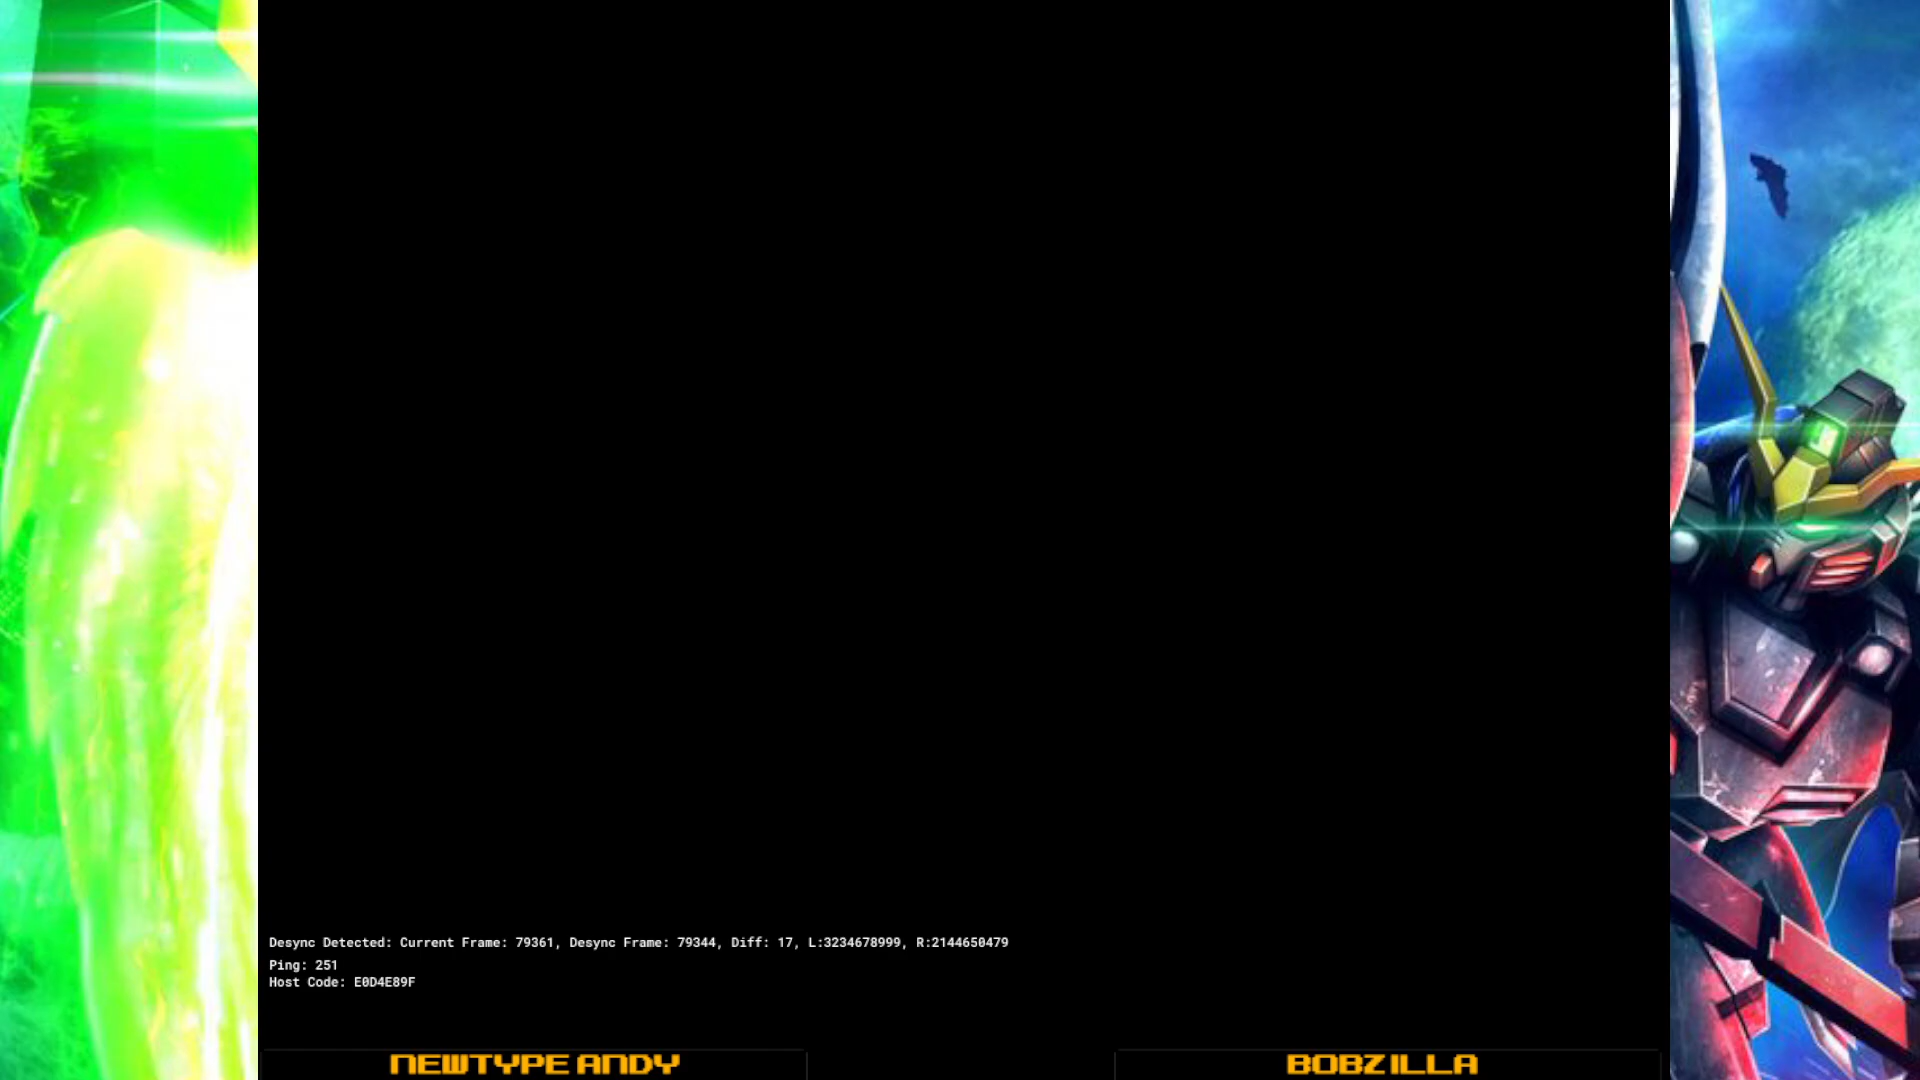 Desync Detected: Current Frame: 79361, Desync Frame: 79344, Diff: 17, L:3234678999, R:2144650479
Ping: 251
Host Code: E0D4E89F
NEWTYPE ANDY
BOBZILLA